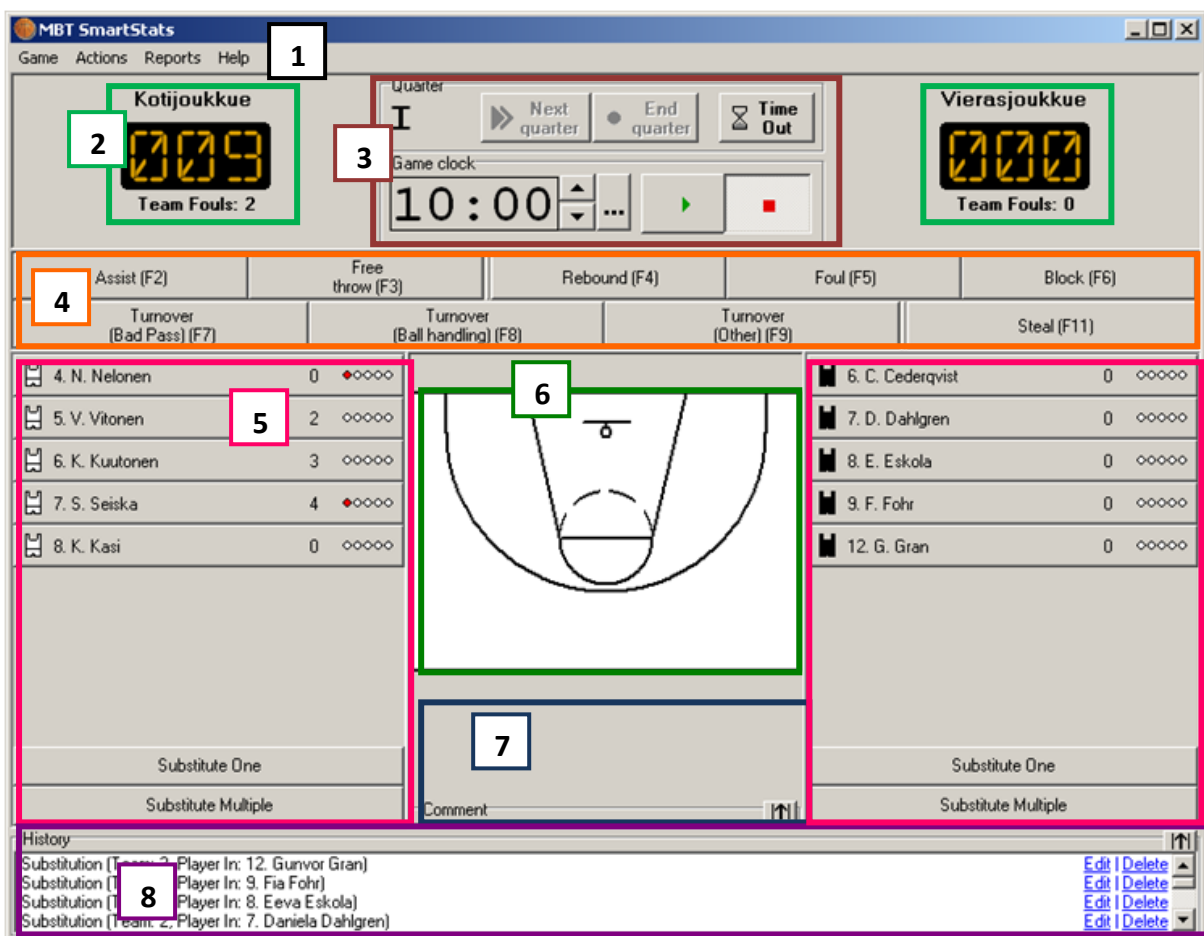 MBT SmartStats
Game Actions Reports Help
1
Kotijoukkue
2
009
Team Fouls: 2
Quarter
I
Next
quarter
End
quarter
Time
Out
3
Game clock
10:00
...
Vierasjoukkue
000
Team Fouls: 0
4
Assist (F2)
Free
throw (F3)
Rebound (F4)
Foul (F5)
Block (F6)
Turnover
(Bad Pass) (F7)
Turnover
(Ball handling) (F8)
Turnover
(Other) (F9)
Steal (F11)
4. N. Nelonen 0
5. V. Vitonen 2
6. K. Kuutonen 3
7. S. Seiska 4
8. K. Kasi 0
5
Substitute One
Substitute Multiple
6
7
Comment
6. C. Cederqvist 0
7. D. Dahlgren 0
8. E. Eskola 0
9. F. Fohr 0
12. G. Gran 0
Substitute One
Substitute Multiple
History
8
Substitution (Player In: 12. Gunvor Gran) Edit | Delete
Substitution (Player In: 9. Fia Fohr) Edit | Delete
Substitution (Player In: 8. Eeva Eskola) Edit | Delete
Substitution (Team: 2, Player In: 7. Daniela Dahlgren) Edit | Delete